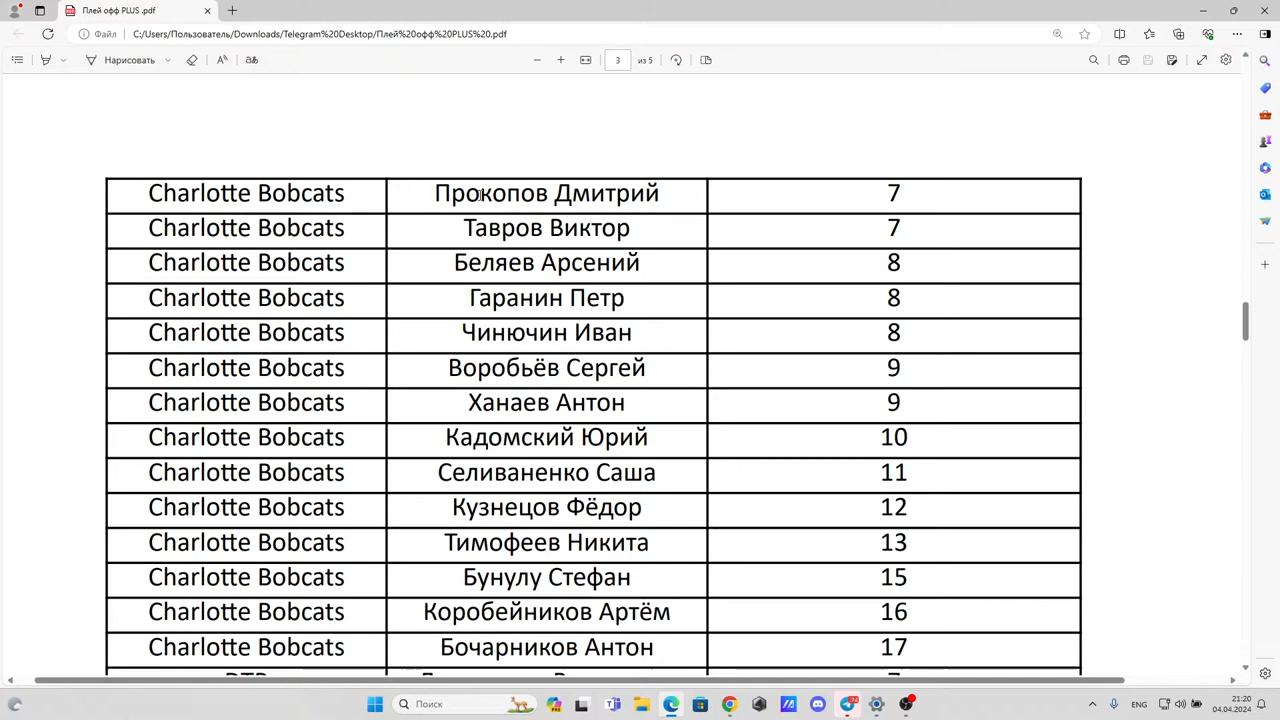 Плей офф PLUS .pdf
Файл C:/Users/Пользователь/Downloads/Telegram%20Desktop/Плей%20офф%20PLUS%20.pdf
Нарисовать 3 из 5
Charlotte Bobcats Прокопов Дмитрий 7
Charlotte Bobcats Тавров Виктор 7
Charlotte Bobcats Беляев Арсений 8
Charlotte Bobcats Гаранин Петр 8
Charlotte Bobcats Чинючин Иван 8
Charlotte Bobcats Воробьёв Сергей 9
Charlotte Bobcats Ханаев Антон 9
Charlotte Bobcats Кадомский Юрий 10
Charlotte Bobcats Селиваненко Саша 11
Charlotte Bobcats Кузнецов Фёдор 12
Charlotte Bobcats Тимофеев Никита 13
Charlotte Bobcats Бунулу Стефан 15
Charlotte Bobcats Коробейников Артём 16
Charlotte Bobcats Бочарников Антон 17
Поиск
ENG 21:20
04.04.2024